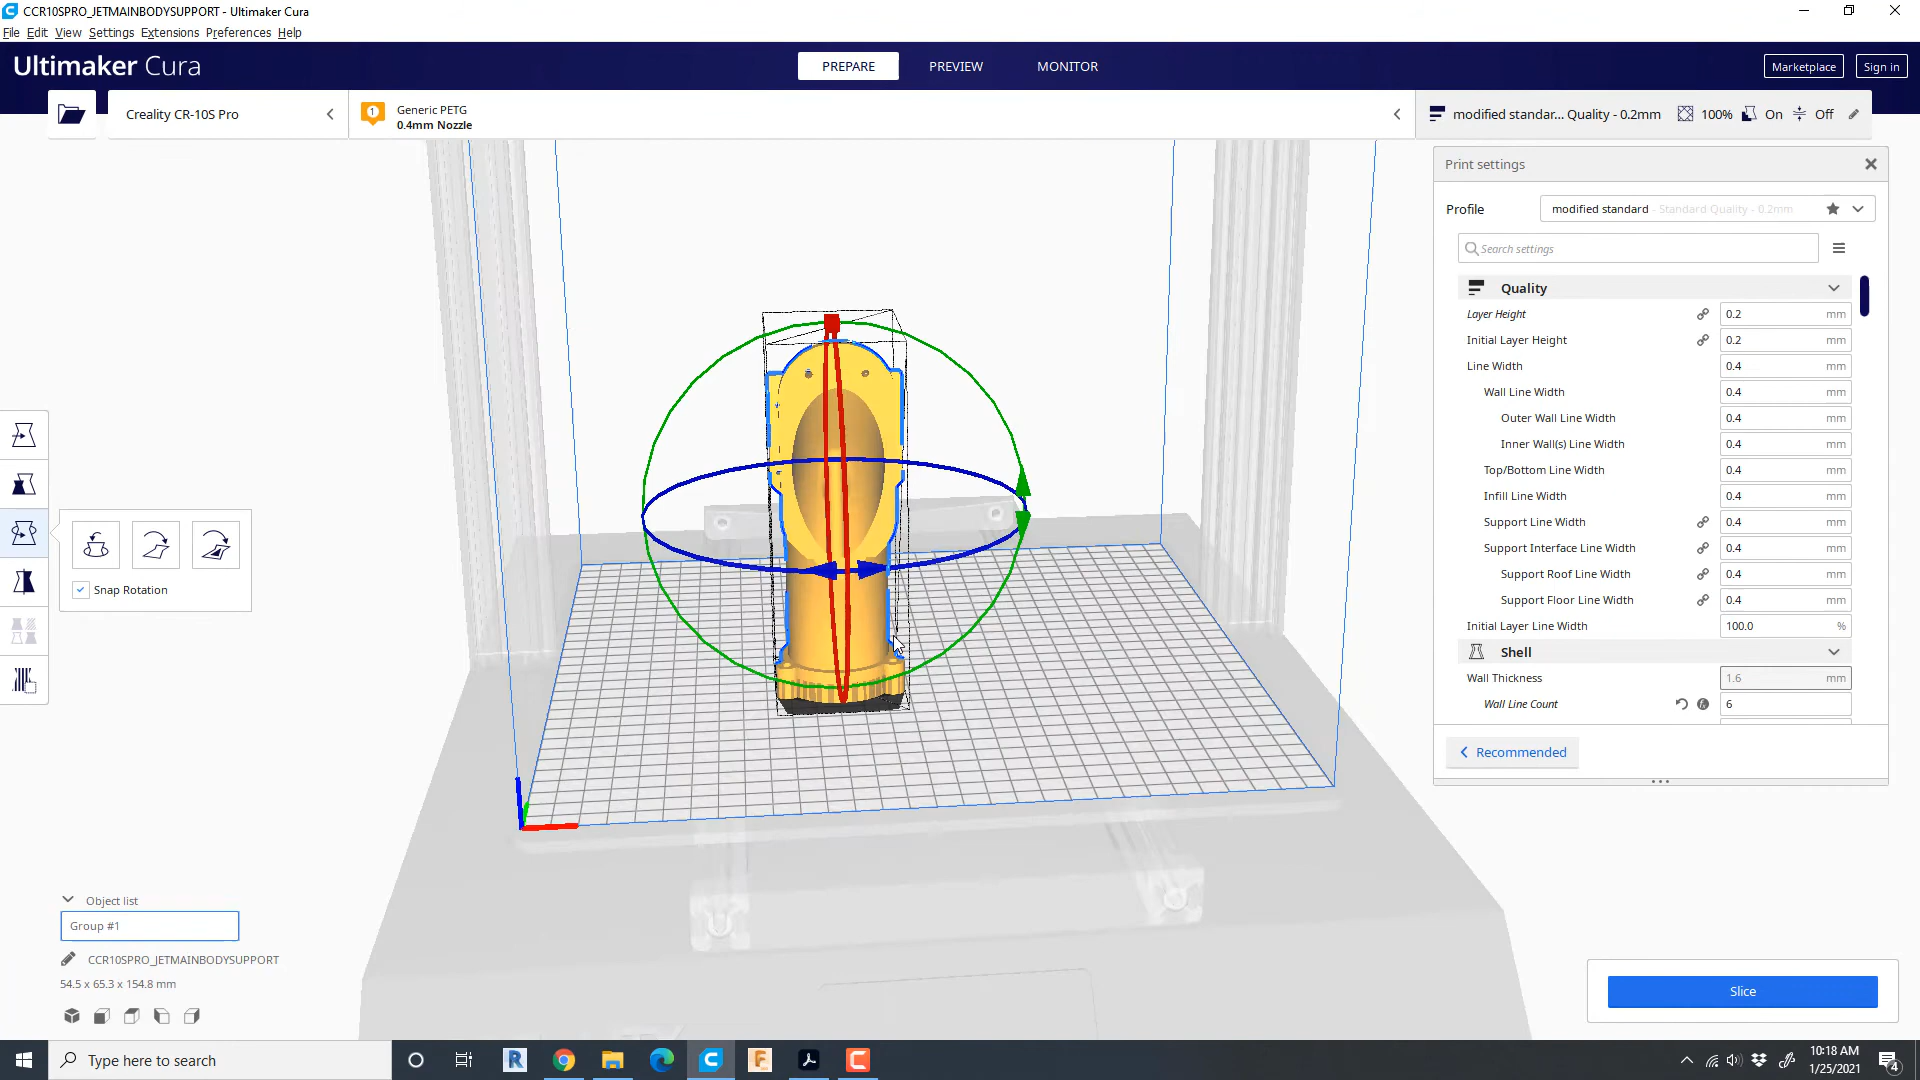 CCR10SPRO_JETMAINBODYSUPPORT - Ultimaker Cura
File Edit View Settings Extensions Preferences Help
Ultimaker Cura
PREPARE
PREVIEW
MONITOR
Marketplace
Sign in
Creality CR-10S Pro
1
Generic PETG
0.4mm Nozzle
modified standar... Quality - 0.2mm
100%
On
Off
Print settings
Profile
modified standard - Standard Quality - 0.2mm
Search settings
Quality
Layer Height 0.2 mm
Initial Layer Height 0.2 mm
Line Width 0.4 mm
Wall Line Width 0.4 mm
Outer Wall Line Width 0.4 mm
Inner Wall(s) Line Width 0.4 mm
Top/Bottom Line Width 0.4 mm
Infill Line Width 0.4 mm
Support Line Width 0.4 mm
Support Interface Line Width 0.4 mm
Support Roof Line Width 0.4 mm
Support Floor Line Width 0.4 mm
Initial Layer Line Width 100.0 %
Shell
Wall Thickness 1.6 mm
Wall Line Count 6
Recommended
Snap Rotation
Object list
Group #1
CCR10SPRO_JETMAINBODYSUPPORT
54.5 x 65.3 x 154.8 mm
Slice
Type here to search
10:18 AM
1/25/2021
4